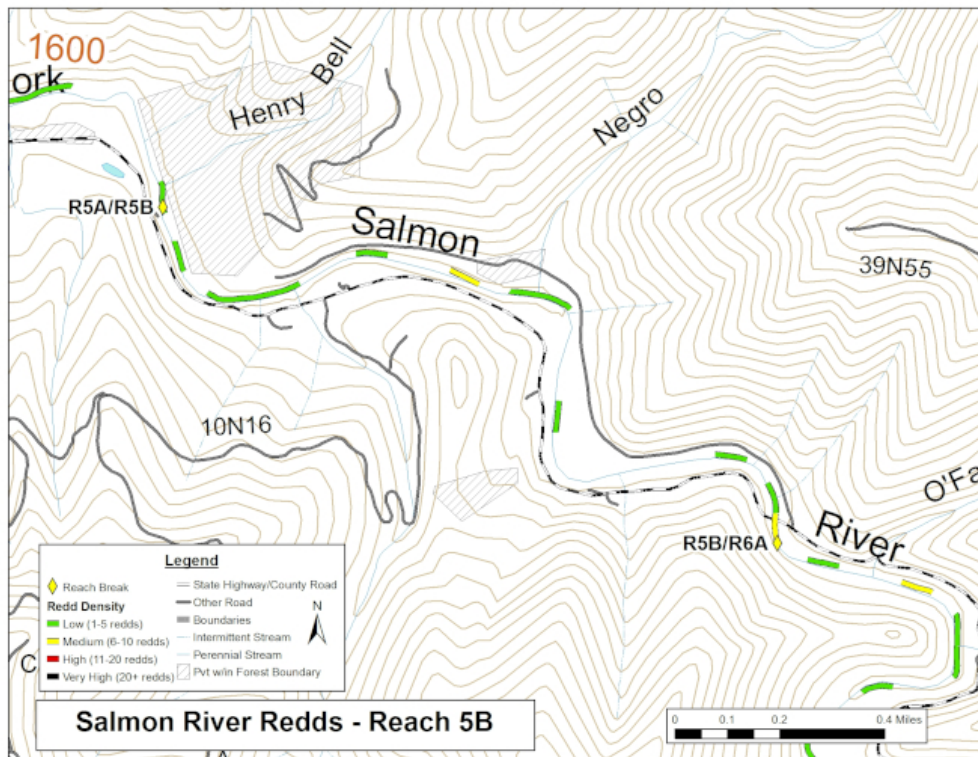 1600
ork
Henry Bell
Negro
R5A/R5B
Salmon
39N55
10N16
O'Fa
R5B/R6A
River
Legend
Reach Break
Redd Density
Low (1-5 redds)
Medium (6-10 redds)
High (11-20 redds)
Very High (20+ redds)
State Highway/County Road
Other Road
Boundaries
Intermittent Stream
Perennial Stream
Pvt w/in Forest Boundary
N
C
Salmon River Redds - Reach 5B
0 0.1 0.2 0.4 Miles